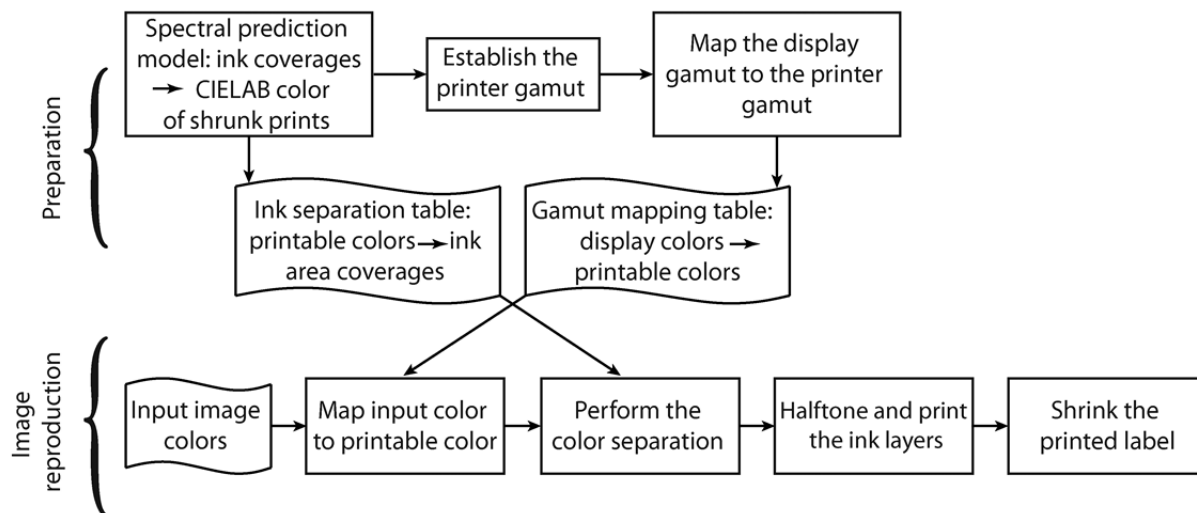 Preparation
Spectral prediction
model: ink coverages
→ CIELAB color
of shrunk prints
Establish the
printer gamut
Map the display
gamut to the printer
gamut
Ink separation table:
printable colors → ink
area coverages
Gamut mapping table:
display colors →
printable colors
Image
reproduction
Input image
colors
Map input color
to printable color
Perform the
color separation
Halftone and print
the ink layers
Shrink the
printed label